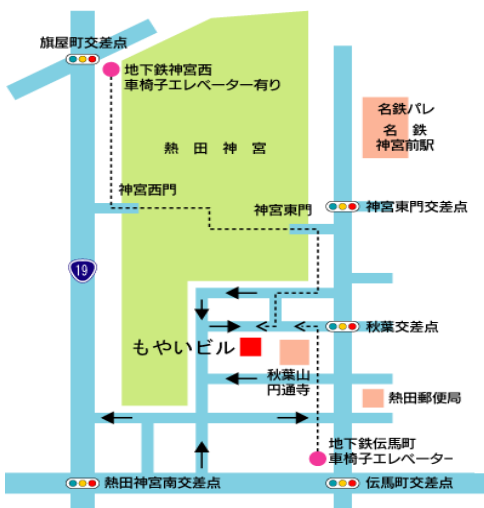 旗屋町交差点
地下鉄神宮西
車椅子エレベーター有り
名鉄パレ
名 鉄
神宮前駅
熱 田 神 宮
神宮西門
神宮東門
神宮東門交差点
19
秋葉交差点
もやいビル
秋葉山
円通寺
熱田郵便局
地下鉄伝馬町
車椅子エレベーター
熱田神宮南交差点
伝馬町交差点